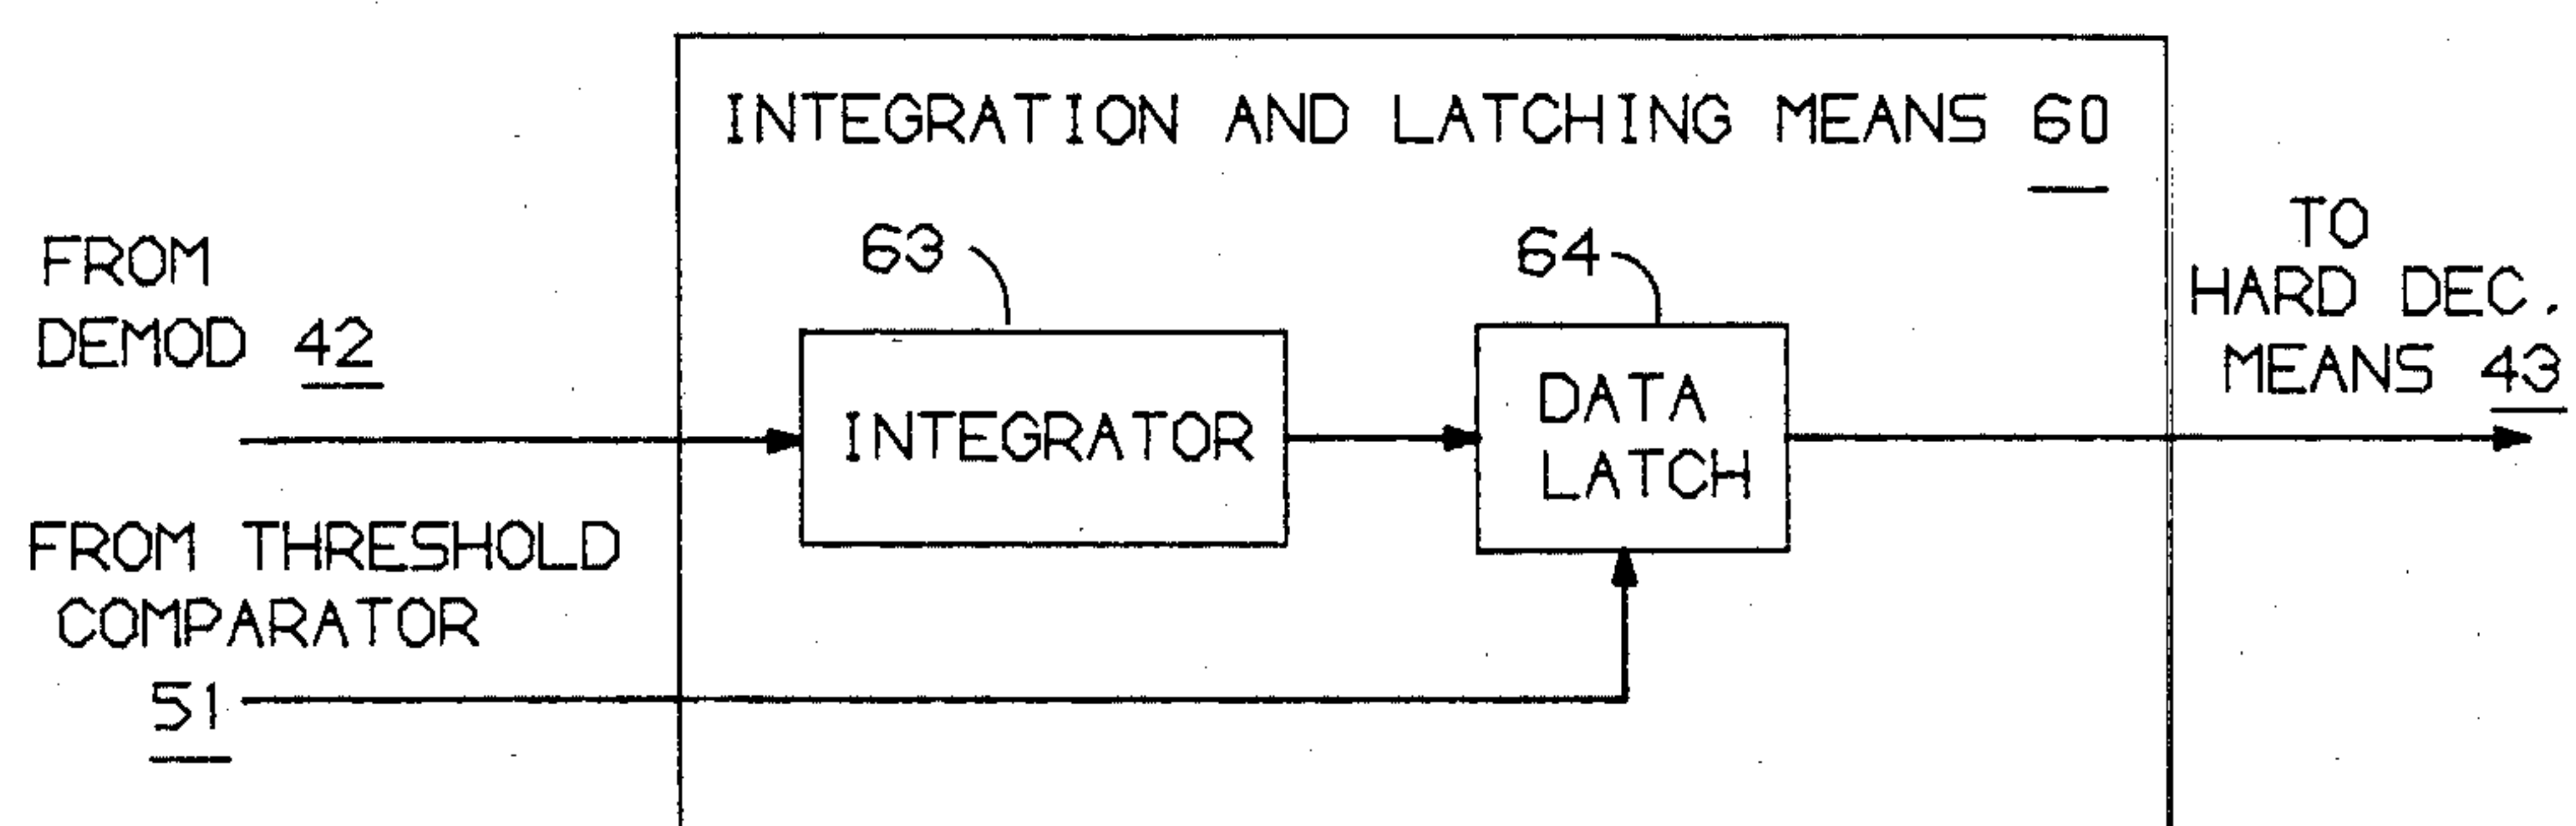 INTEGRATION AND LATCHING MEANS 60
FROM
DEMOD 42
63
64
TO
HARD DEC.
MEANS 43
INTEGRATOR
DATA
LATCH
FROM THRESHOLD
COMPARATOR
51